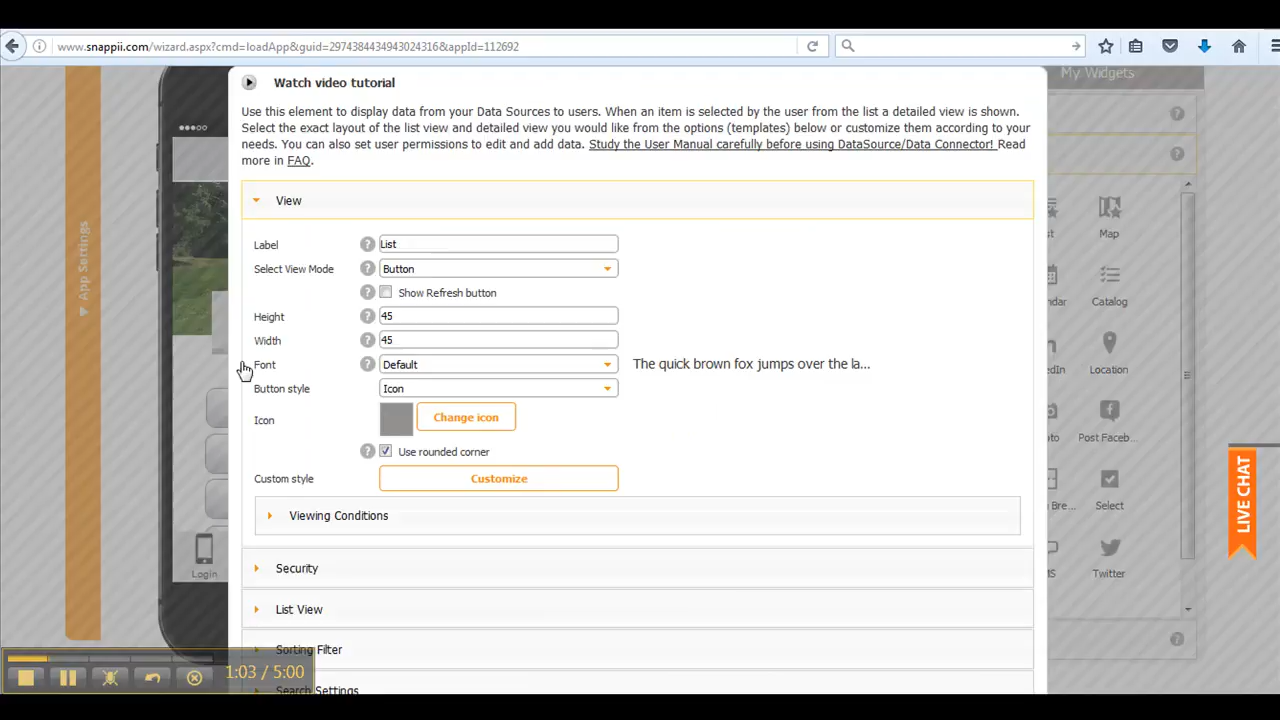 www.snappii.com/wizard.aspx?cmd=loadApp&guid=2974384434943024316&appId=112692
My Widgets
Watch video tutorial
Use this element to display data from your Data Sources to users. When an item is selected by the user from the list a detailed view is shown.
Select the exact layout of the list view and detailed view you would like from the options (templates) below or customize them according to your
needs. You can also set user permissions to edit and add data. Study the User Manual carefully before using DataSource/Data Connector! Read
more in FAQ.
View
Label ? List
Select View Mode ? Button
? Show Refresh button
Height ? 45
Width ? 45
Font ? Default The quick brown fox jumps over the la...
Button style Icon
Icon Change icon
? Use rounded corner
Custom style Customize
Viewing Conditions
Security
List View
Sorting Filter
Search Settings
App Settings
Login
Map
Catalog
Location
Post Faceb...
Select
Twitter
LIVE CHAT
1:03 / 5:00